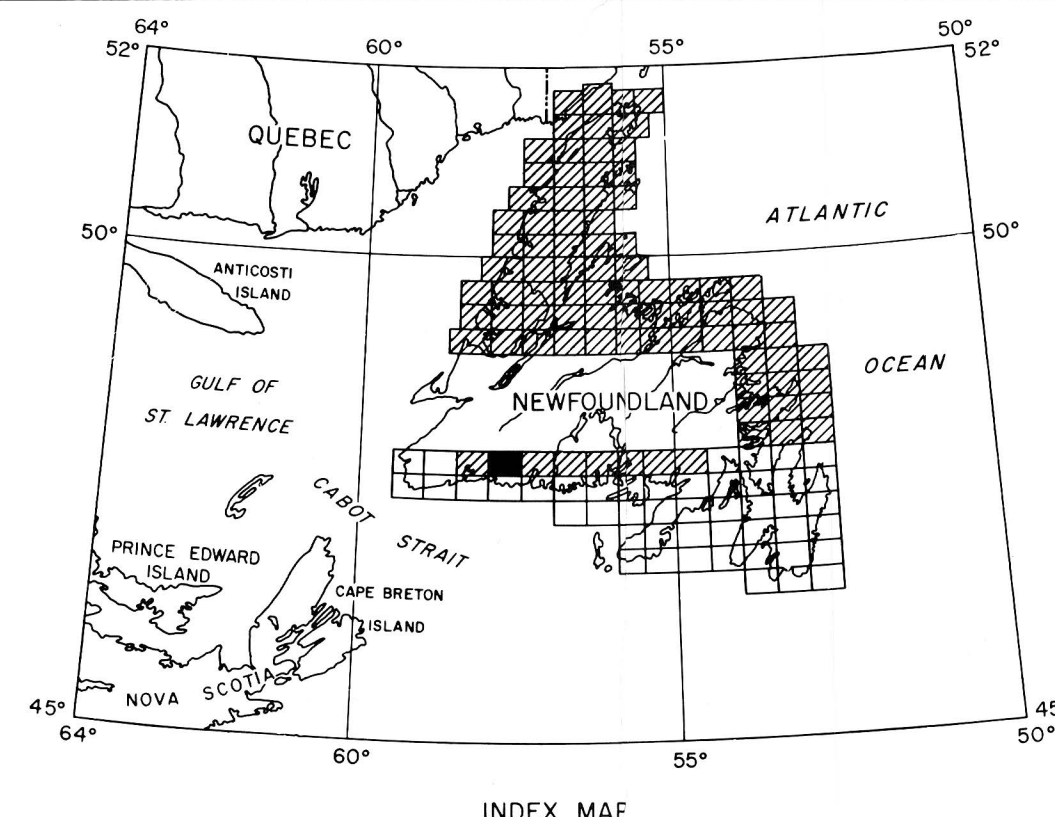 64°
52°
60°
55°
50°
52°
QUEBEC
ATLANTIC
50°
50°
ANTICOSTI
ISLAND
OCEAN
GULF OF
ST. LAWRENCE
NEWFOUNDLAND
CABOT
STRAIT
PRINCE EDWARD
ISLAND
CAPE BRETON
ISLAND
NOVA SCOTIA
45°
64°
60°
55°
45
50°
INDEX MAP